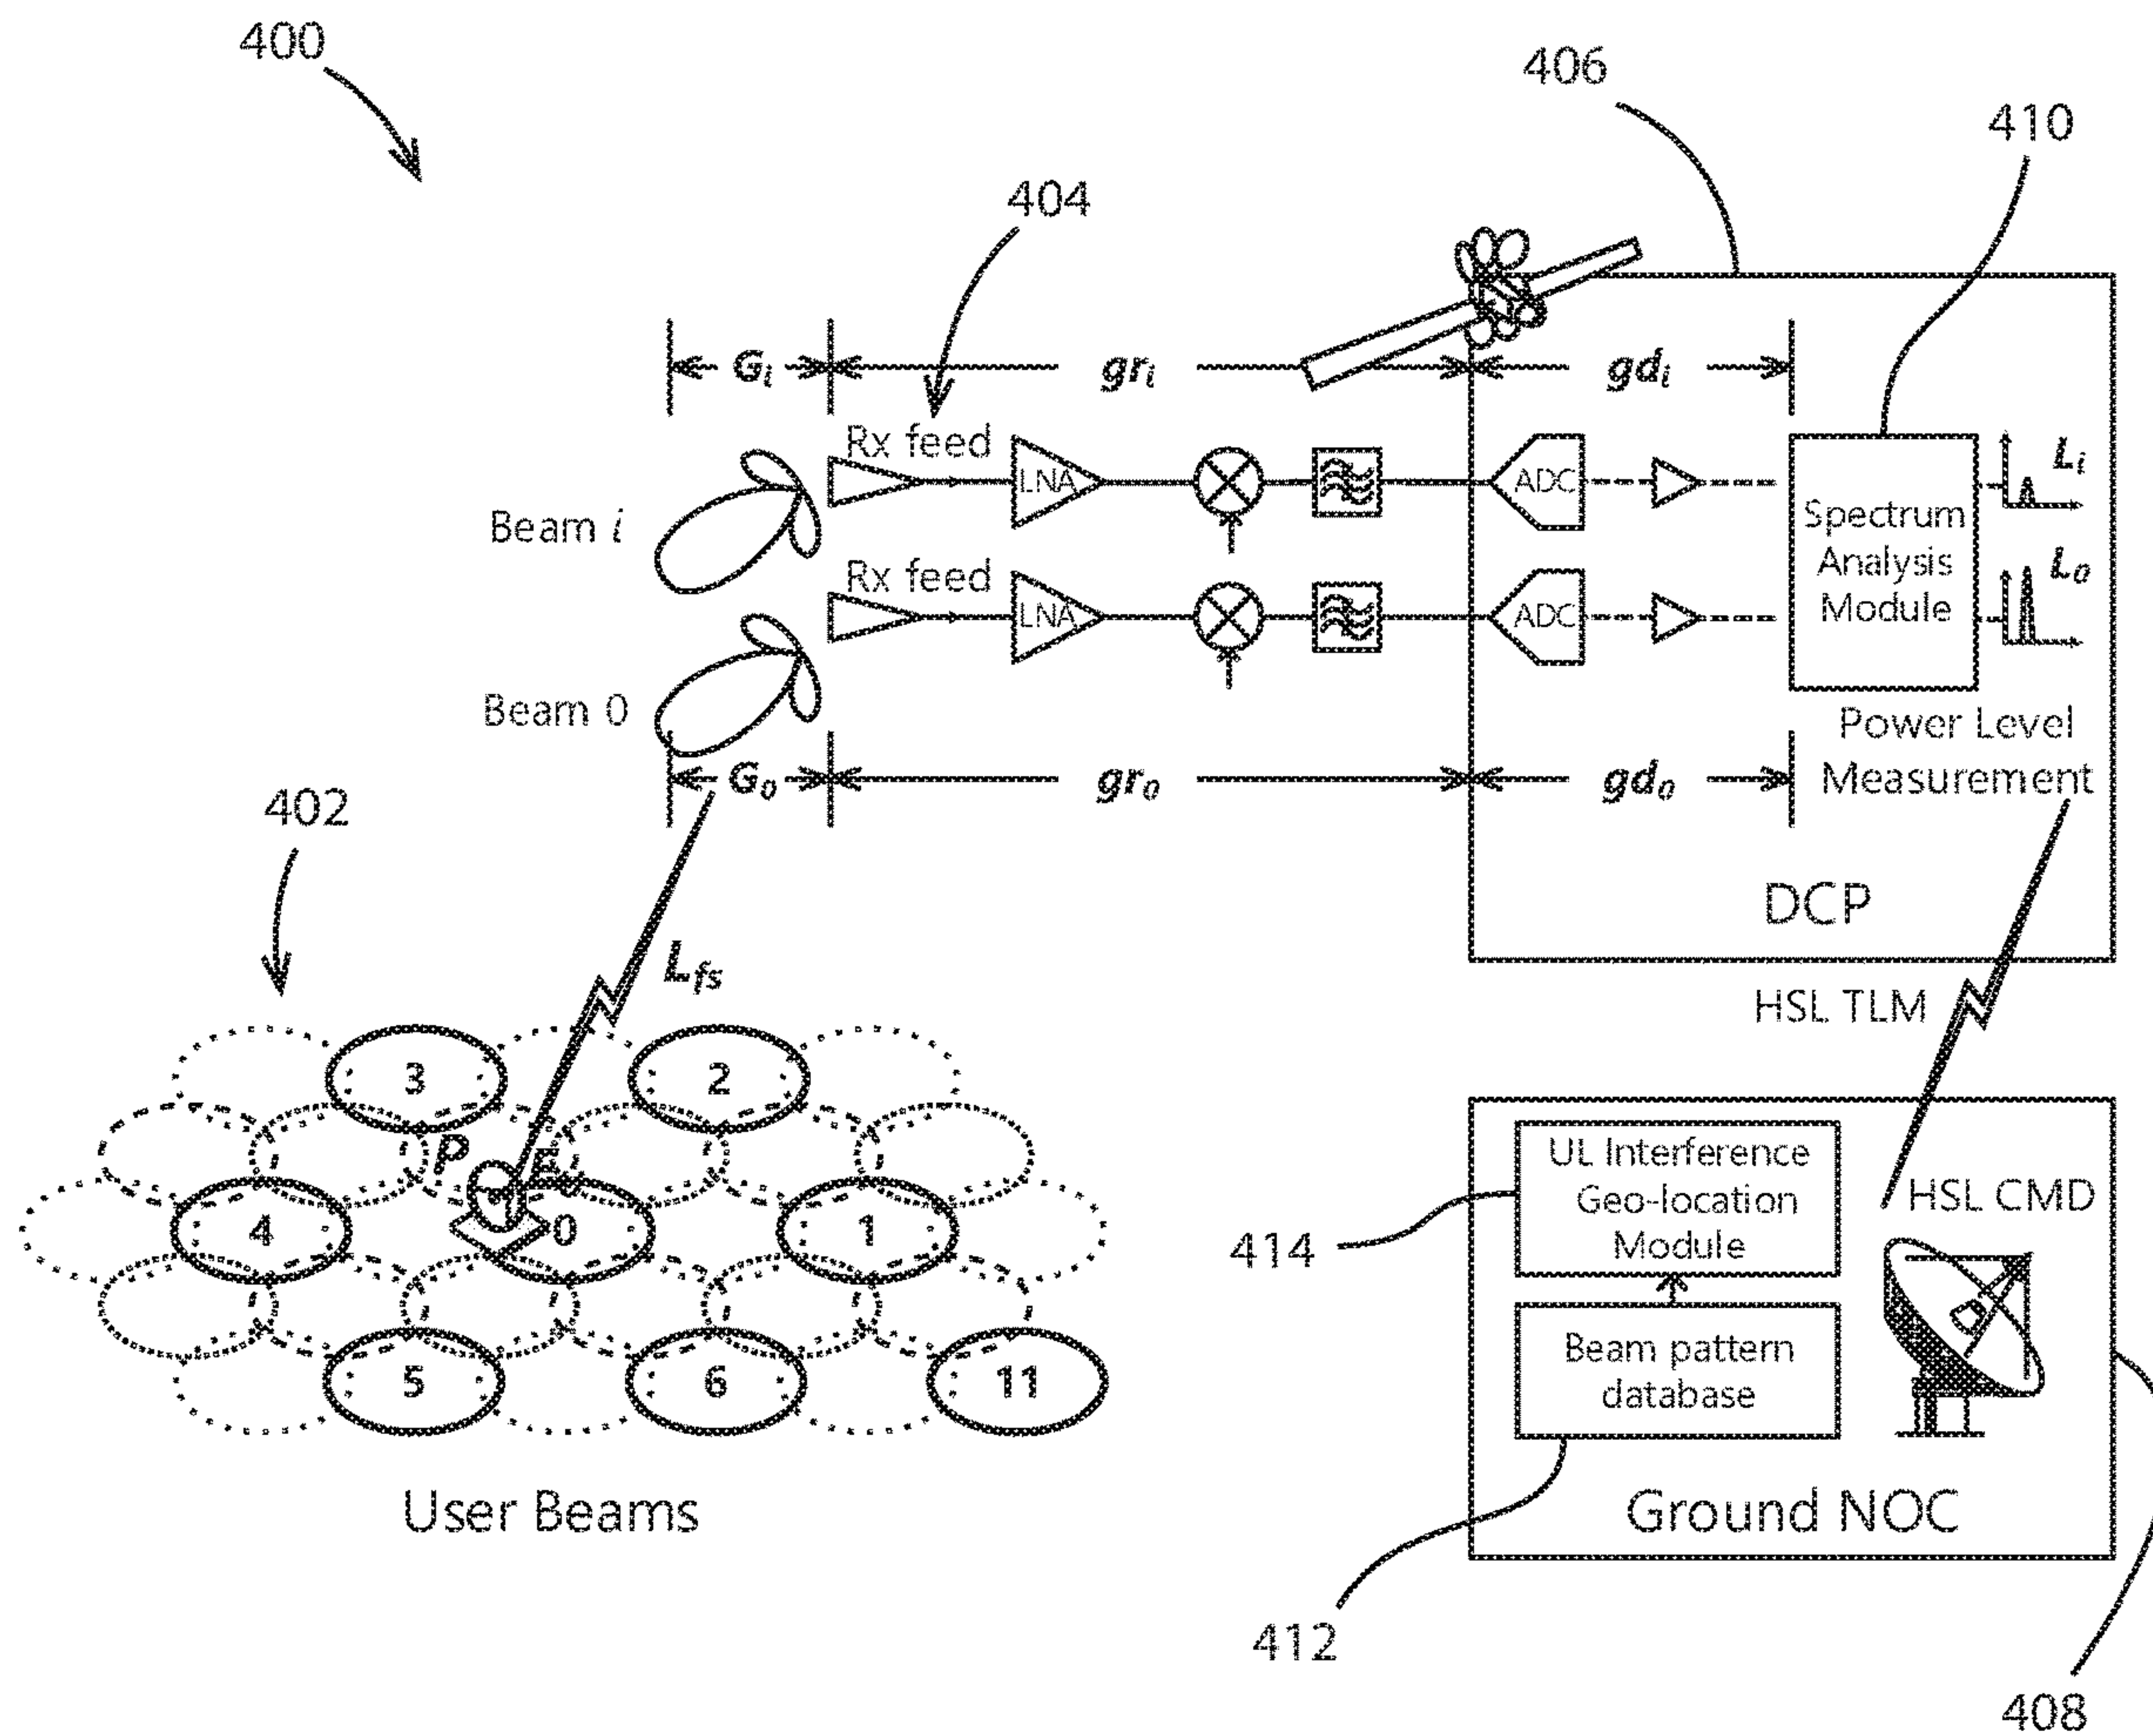 400
406
410
404
Gi
gri
gdi
Rx feed
LNA
ADC
Li
Beam i
Spectrum
Analysis
Module
Rx feed
LNA
ADC
L0
Beam 0
Power Level
Measurement
G0
gr0
gd0
402
DCP
Lfs
HSL TLM
3
2
P
4
0
1
5
6
11
User Beams
UL Interference
Geo-location
Module
HSL CMD
414
Beam pattern
database
Ground NOC
412
408